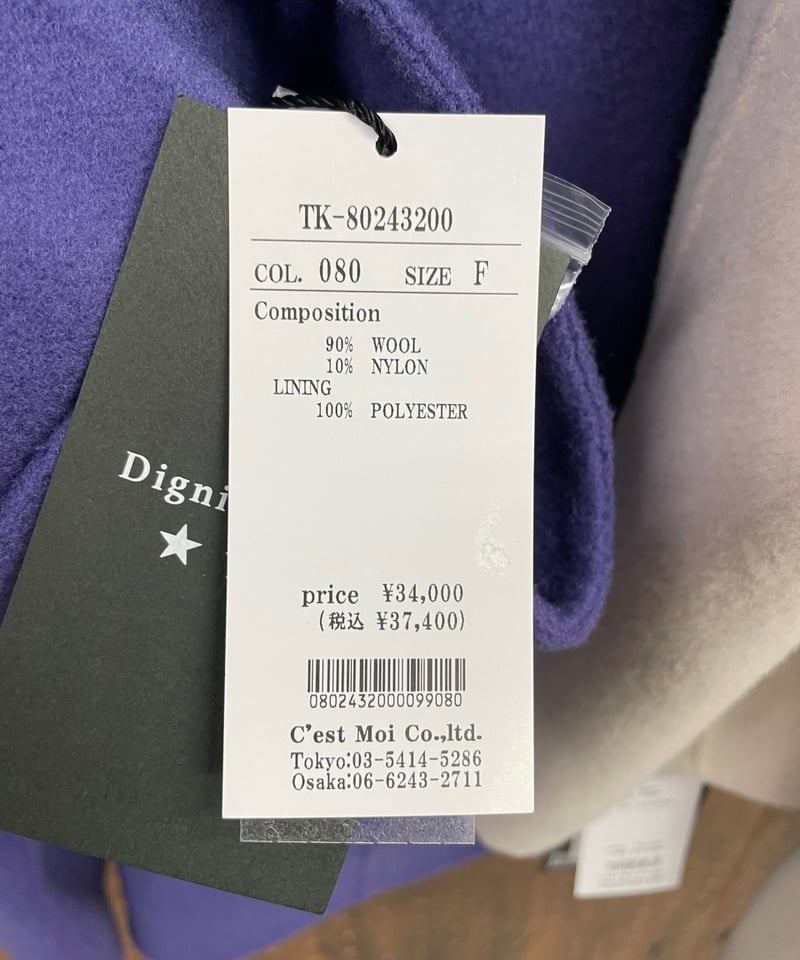 TK-80243200
COL. 080 SIZE F
Composition
90% WOOL
10% NYLON
LINING
100% POLYESTER
price ¥34,000
(税込 ¥37,400)
0802432000099080
C'est Moi Co.,ltd.
Tokyo:03-5414-5286
Osaka:06-6243-2711
Digni